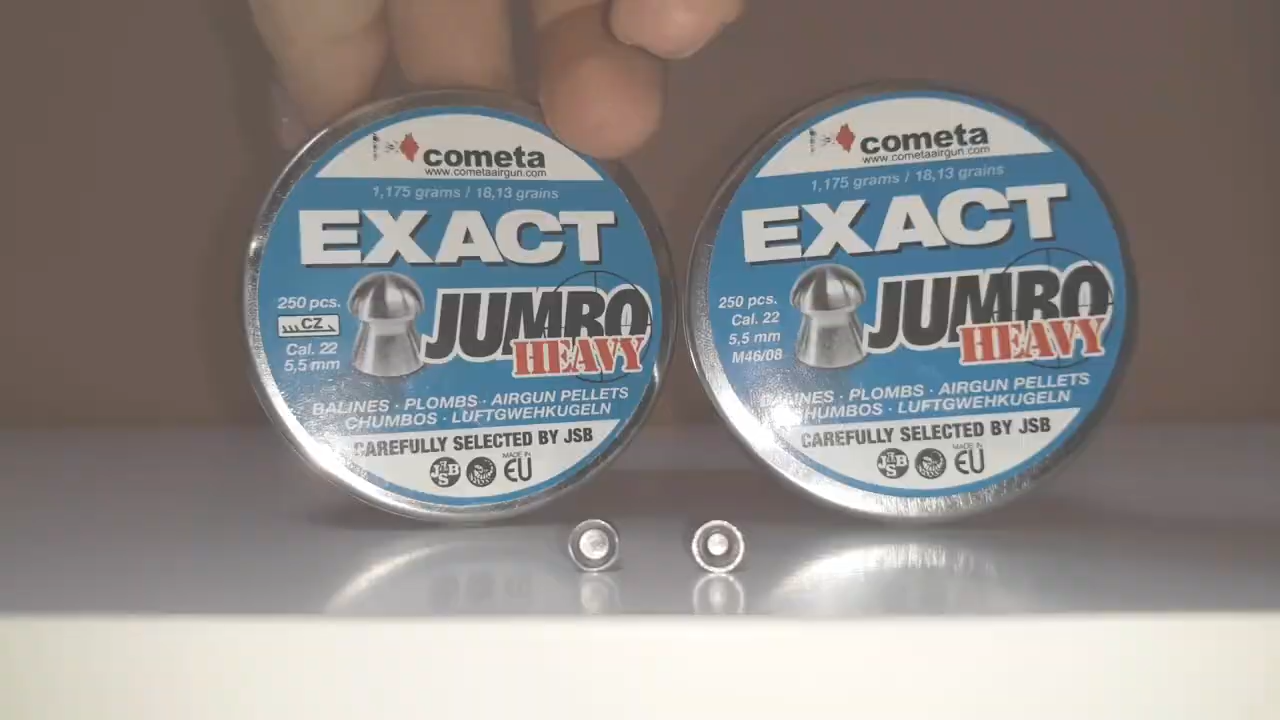 cometa
www.cometaairgun.com
1,175 grams / 18,13 grains
EXACT
250 pcs.
CZ
Cal. 22
5,5 mm
JUMBO
HEAVY
BALINES · PLOMBS · AIRGUN PELLETS
CHUMBOS · LUFTGWEHKUGELN
CAREFULLY SELECTED BY JSB
JSB
MADE IN
EU
cometa
www.cometaairgun.com
1,175 grams / 18,13 grains
EXACT
250 pcs.
Cal. 22
5,5 mm
M46/08
JUMBO
HEAVY
BALINES · PLOMBS · AIRGUN PELLETS
CHUMBOS · LUFTGWEHKUGELN
CAREFULLY SELECTED BY JSB
JSB
MADE IN
EU